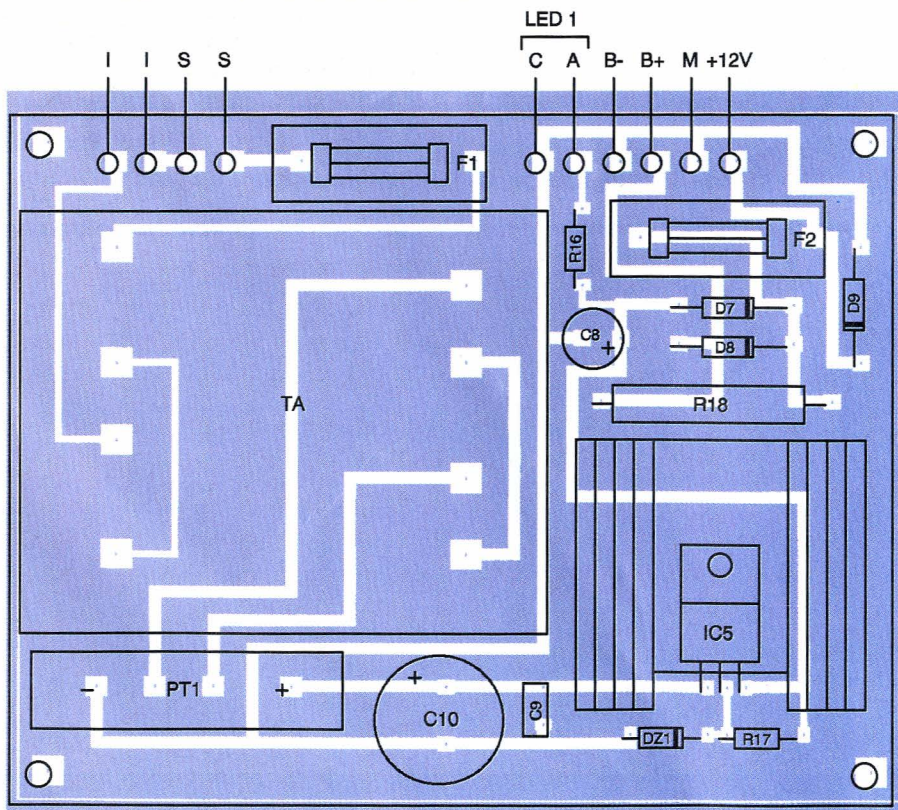 LED 1
I I S S C A B- B+ M +12V
F1
R16
F2
D9
D7
C8 +
D8
TA
R18
IC5
- PT1 +
+
C10
C9
DZ1
R17